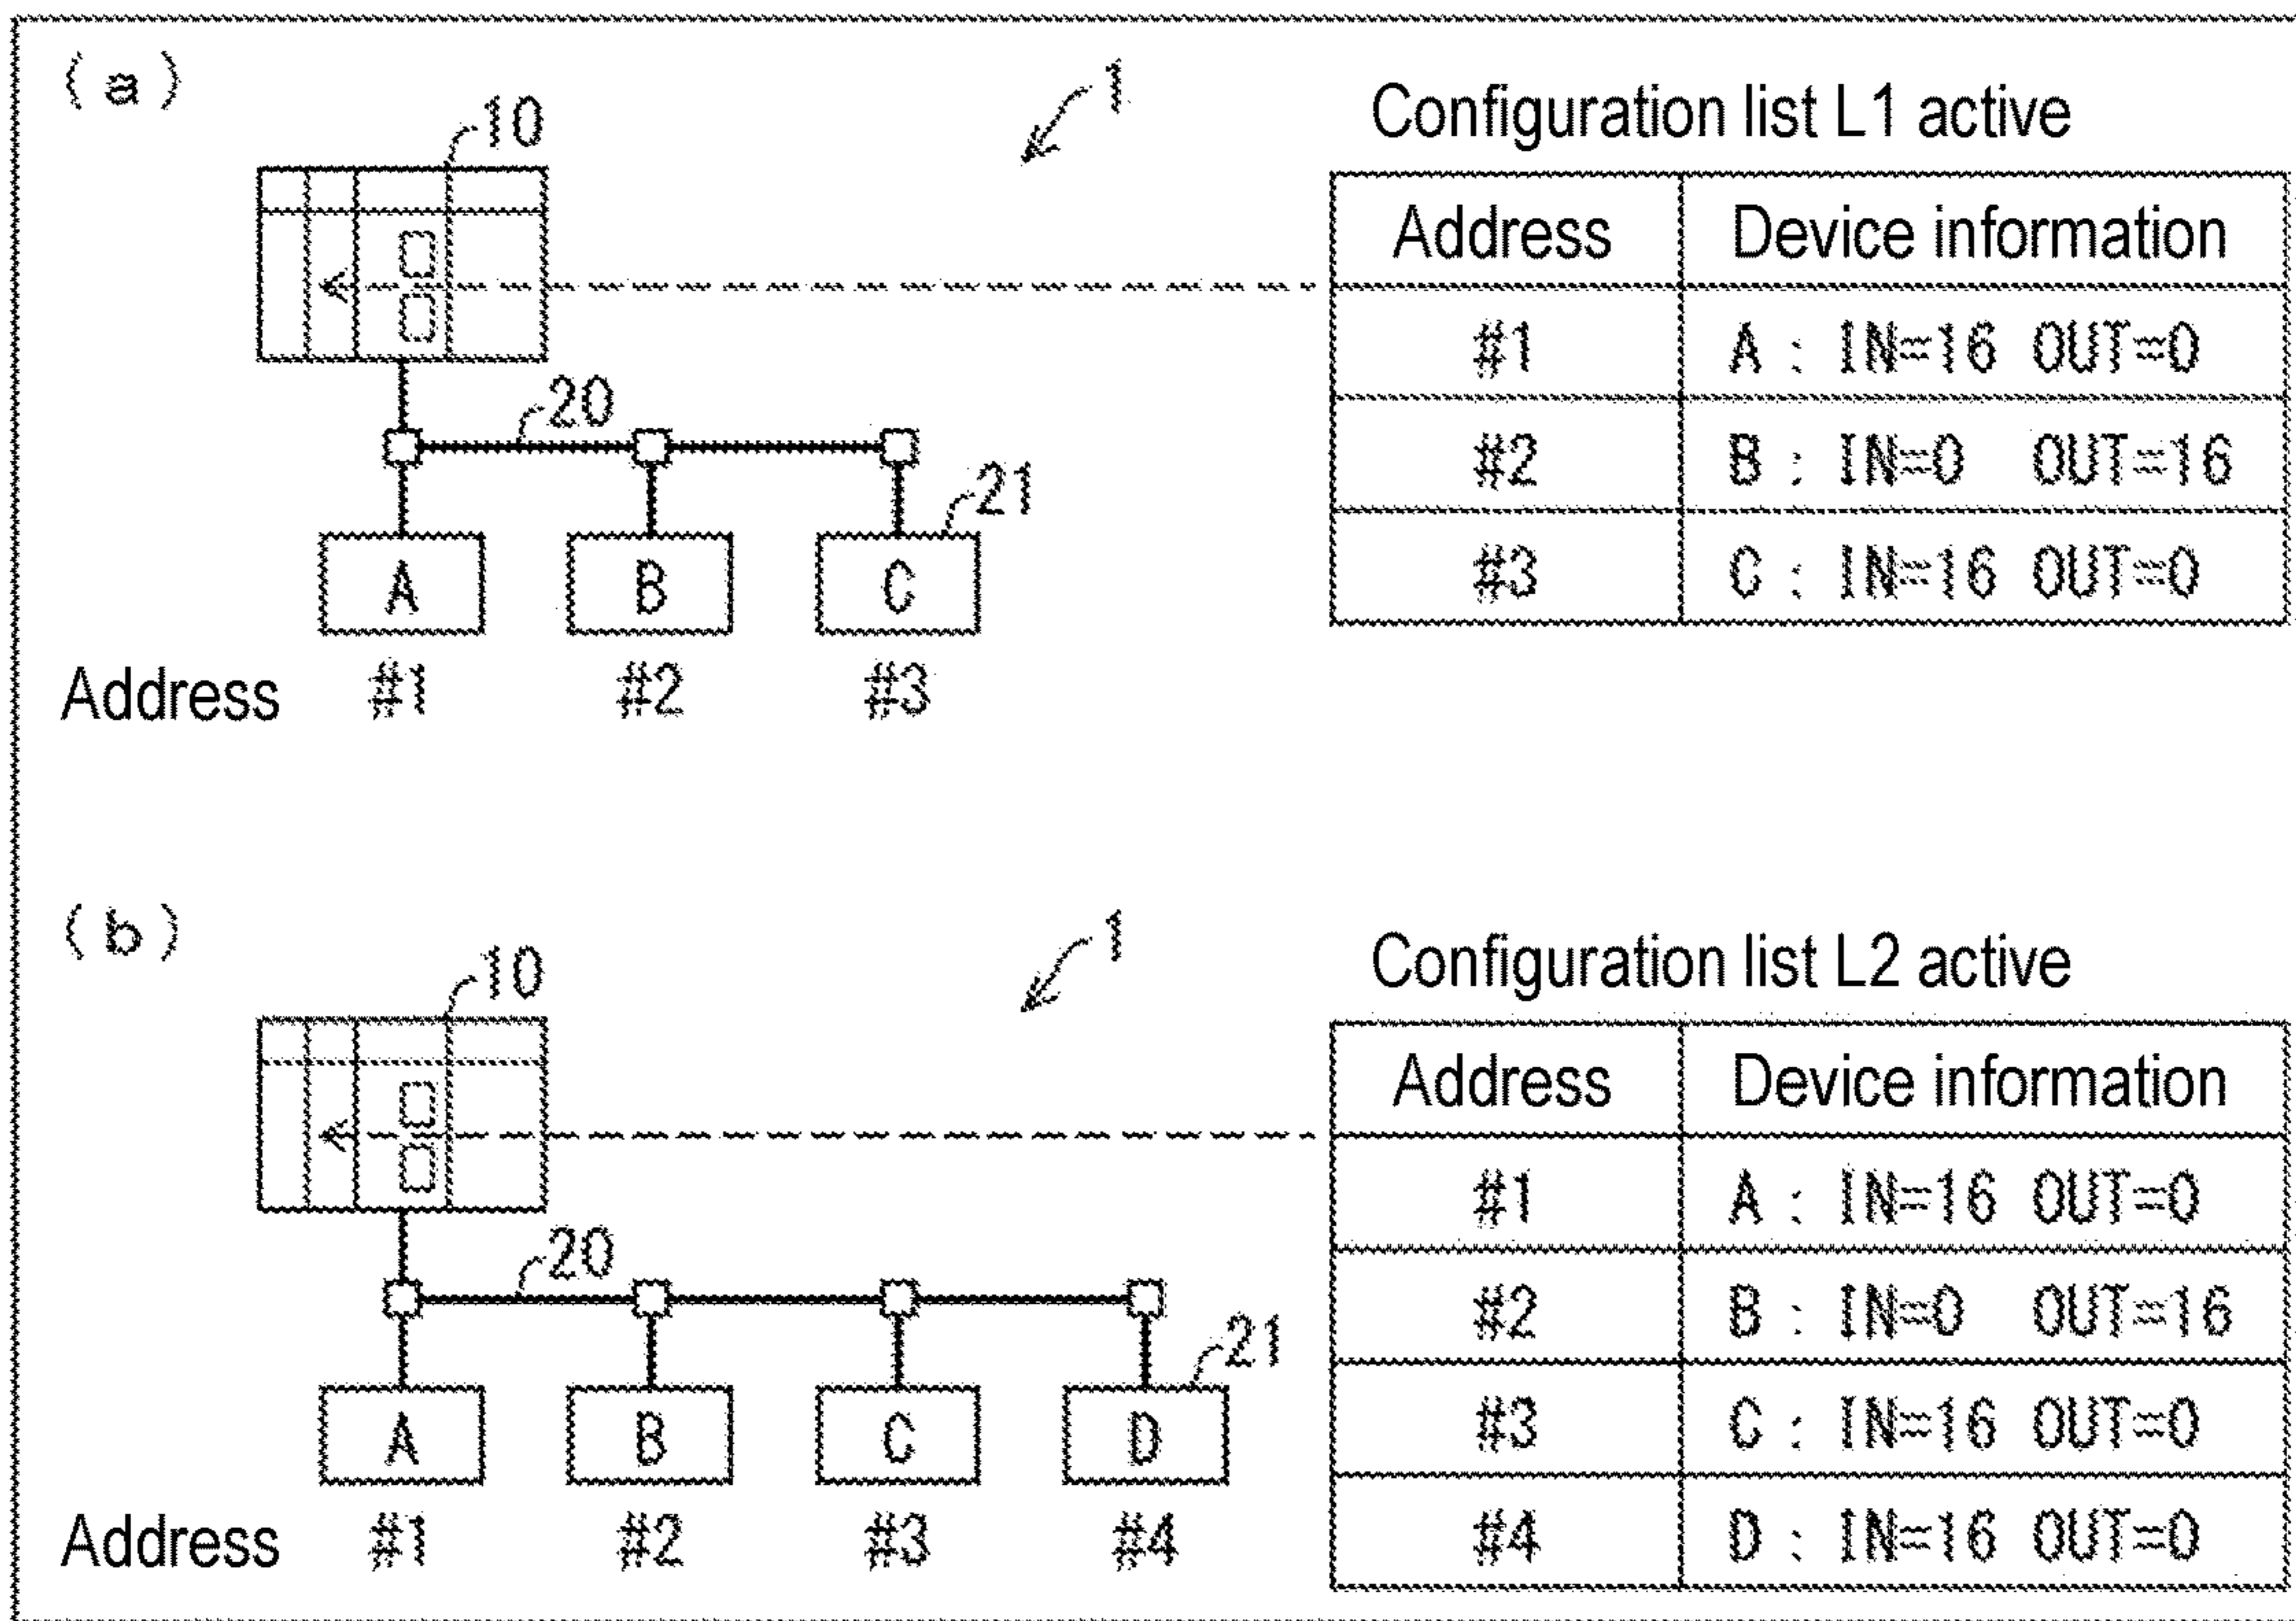 (a)
10
1
20
21
A B C
Address #1 #2 #3
Configuration list L1 active
Address Device information
#1 A : IN=16 OUT=0
#2 B : IN=0 OUT=16
#3 C : IN=16 OUT=0
(b)
10
1
20
21
A B C D
Address #1 #2 #3 #4
Configuration list L2 active
Address Device information
#1 A : IN=16 OUT=0
#2 B : IN=0 OUT=16
#3 C : IN=16 OUT=0
#4 D : IN=16 OUT=0